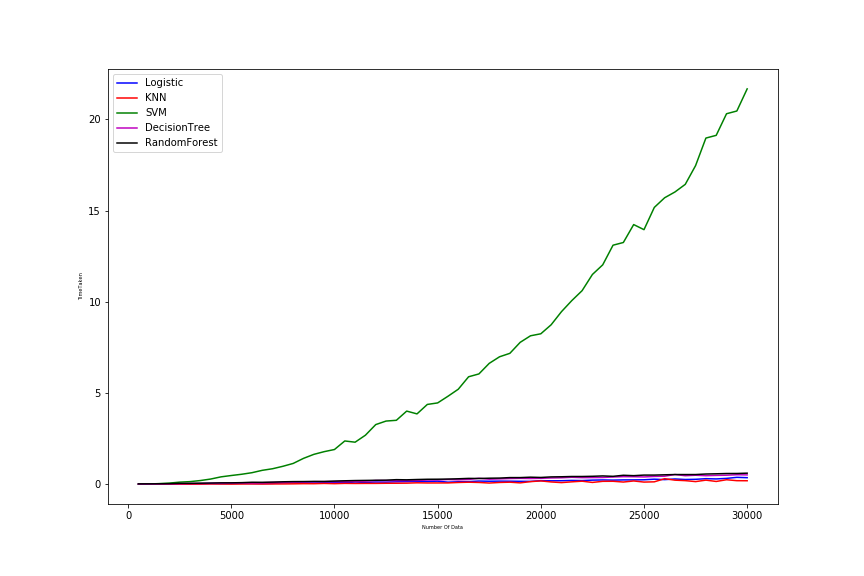 Logistic
KNN
SVM
DecisionTree
RandomForest
20
15
10
5
0
TimeTaken
0 5000 10000 15000 20000 25000 30000
Number Of Data